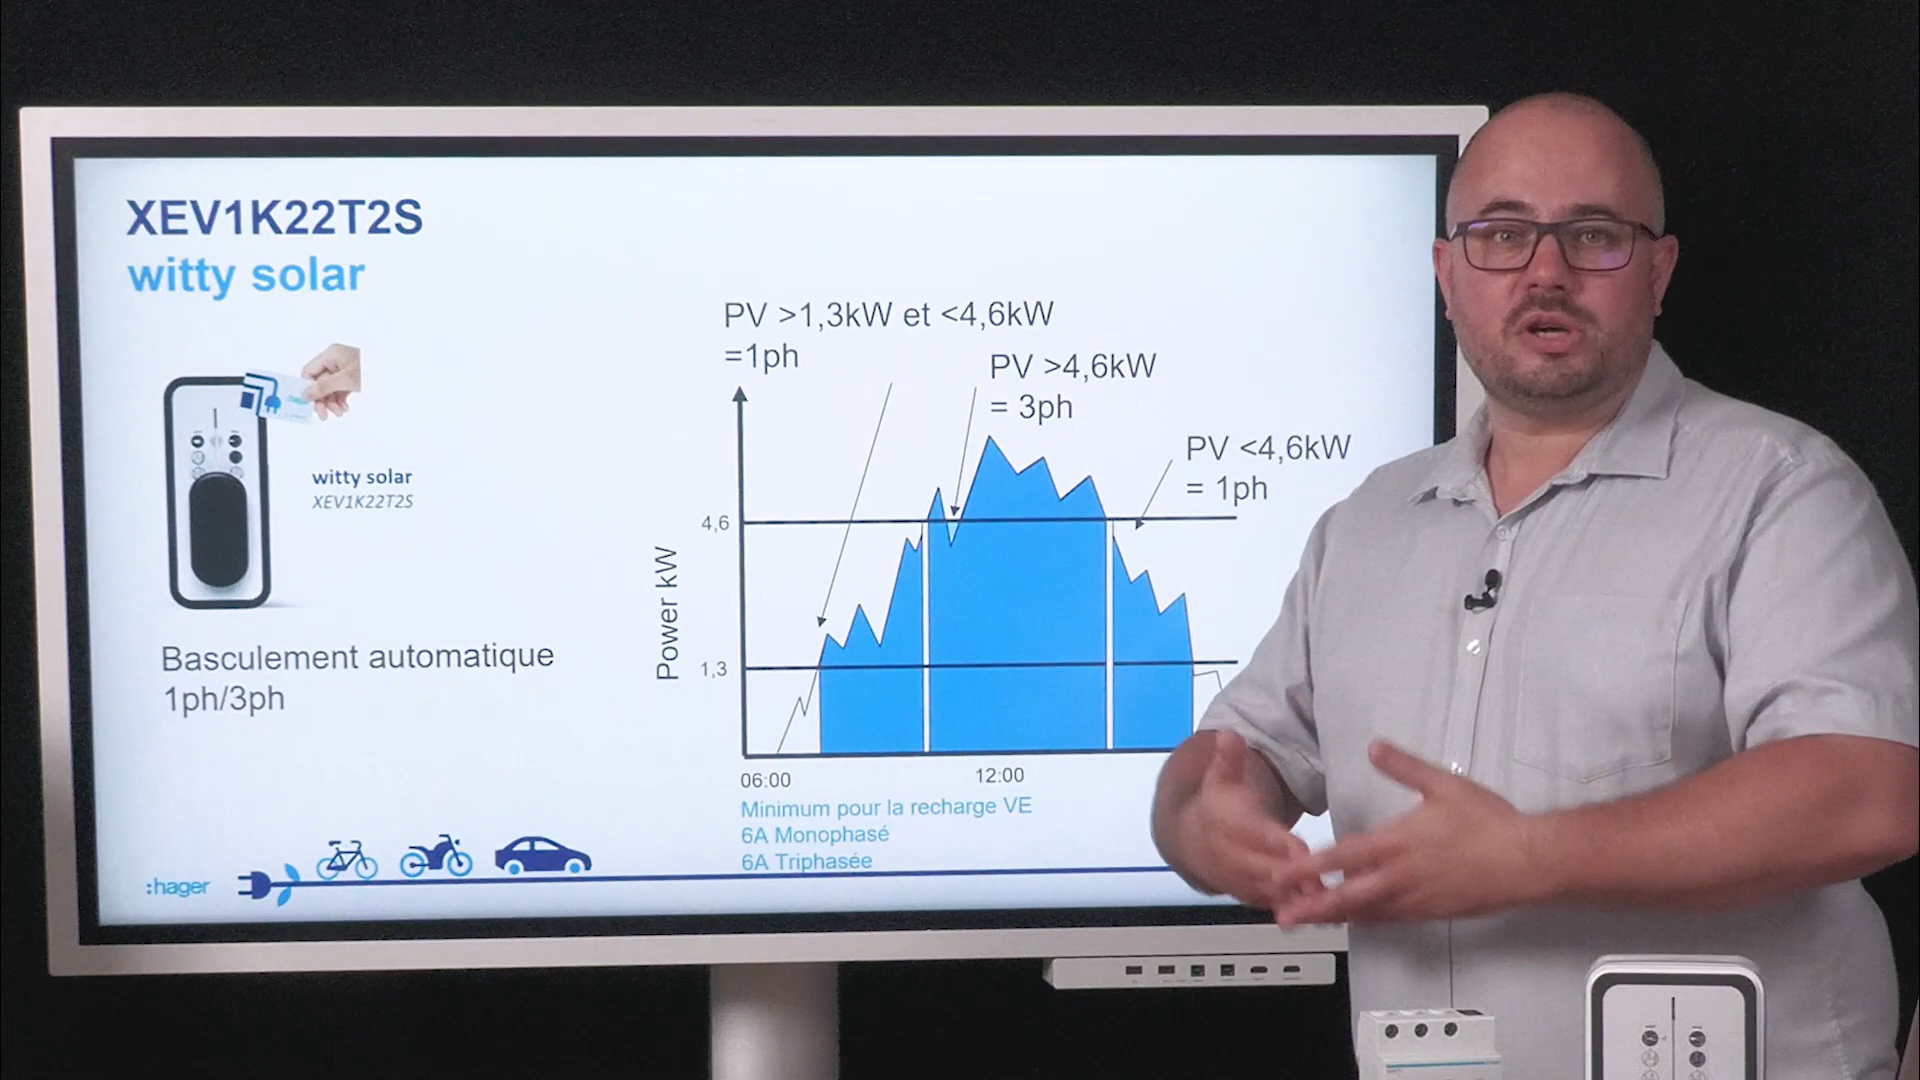 XEV1K22T2S
witty solar
PV >1,3kW et <4,6kW
=1ph
PV >4,6kW
= 3ph
PV <4,6kW
= 1ph
witty solar
XEV1K22T2S
4,6
Power kW
1,3
Basculement automatique
1ph/3ph
06:00
12:00
Minimum pour la recharge VE
6A Monophasé
6A Triphasée
:hager